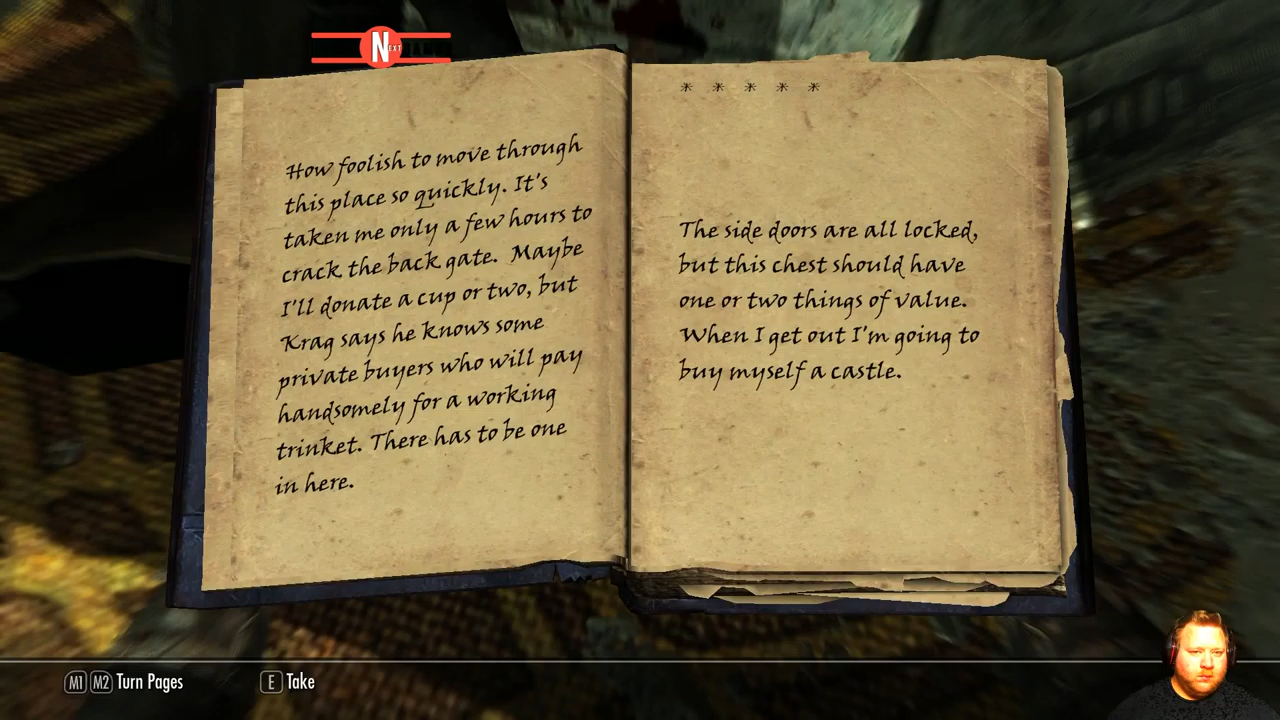 NEXT
How foolish to move through
this place so quickly. It's
taken me only a few hours to
crack the back gate. Maybe
I'll donate a cup or two, but
Krag says he knows some
private buyers who will pay
handsomely for a working
trinket. There has to be one
in here.
* * * * *
The side doors are all locked,
but this chest should have
one or two things of value.
When I get out I'm going to
buy myself a castle.
M1 M2 Turn Pages
E Take